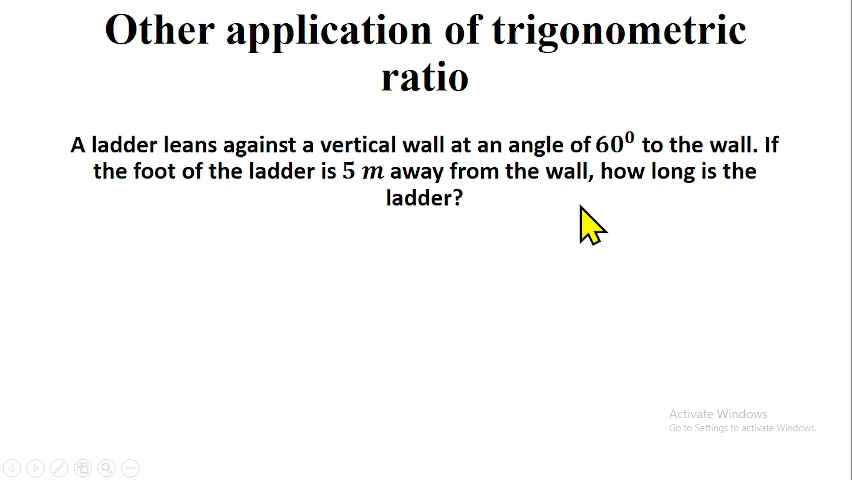 Other application of trigonometric
ratio
A ladder leans against a vertical wall at an angle of 60⁰ to the wall. If
the foot of the ladder is 5 m away from the wall, how long is the
ladder?
Activate Windows
Go to Settings to activate Windows.